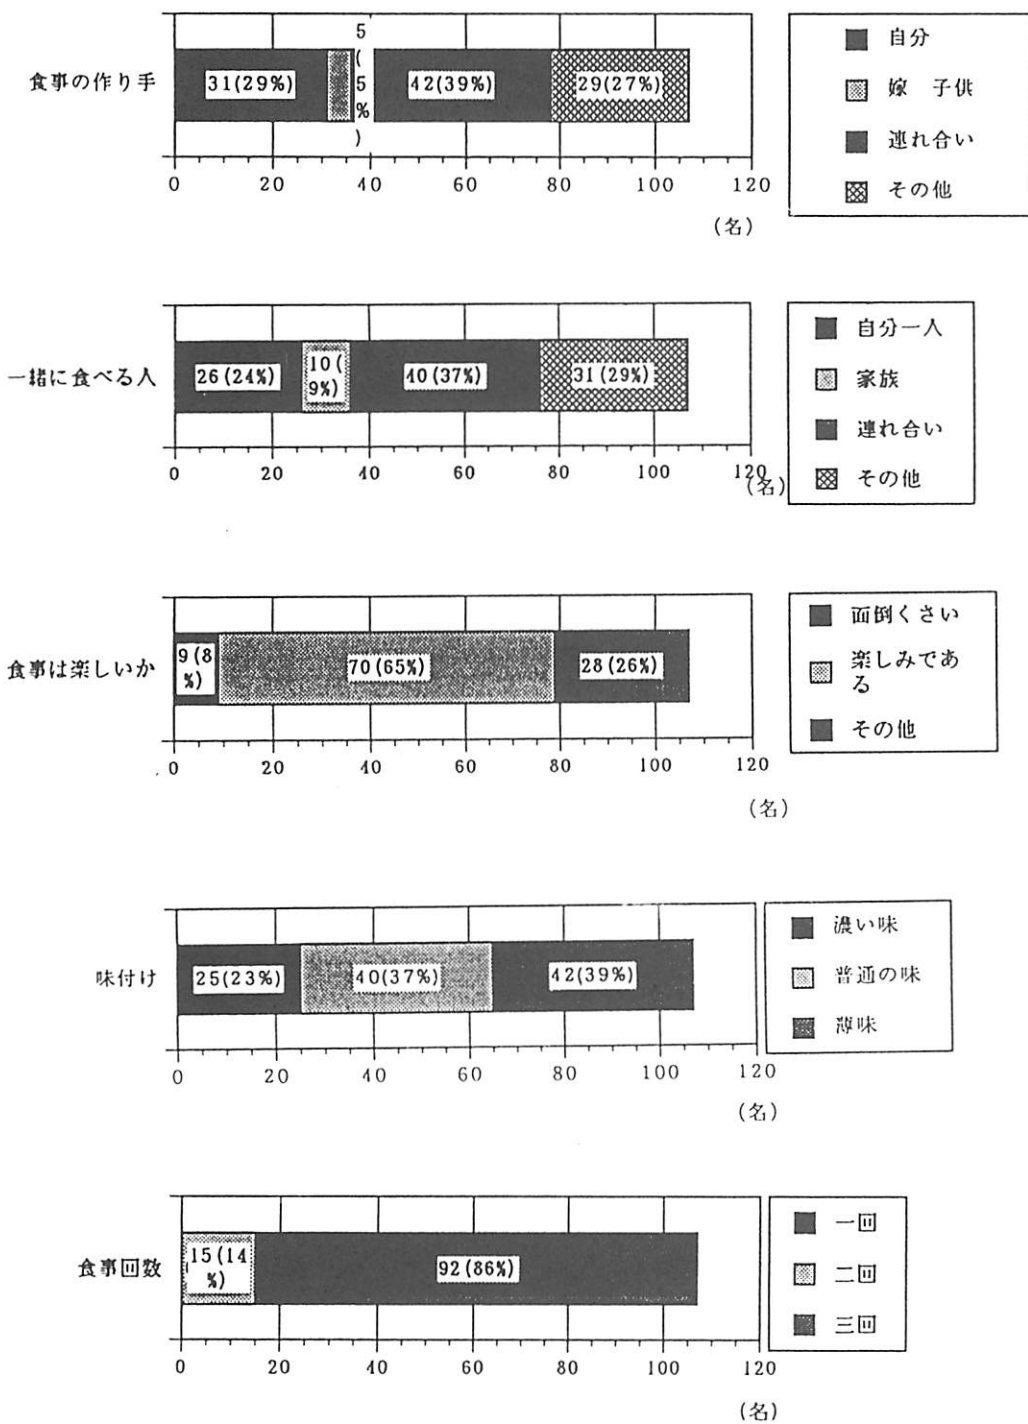 食事の作り手
31(29%)
5(5%)
42(39%)
29(27%)
0 20 40 60 80 100 120
(名)
自分
嫁 子供
連れ合い
その他
一緒に食べる人
26(24%)
10(
9%)
40(37%)
31(29%)
0 20 40 60 80 100 120
(名)
自分一人
家族
連れ合い
その他
食事は楽しいか
9(8
%)
70(65%)
28(26%)
0 20 40 60 80 100 120
(名)
面倒くさい
楽しみであ
る
その他
味付け
25(23%)
40(37%)
42(39%)
0 20 40 60 80 100 120
(名)
濃い味
普通の味
薄味
食事回数
15(14
%)
92(86%)
0 20 40 60 80 100 120
(名)
一回
二回
三回